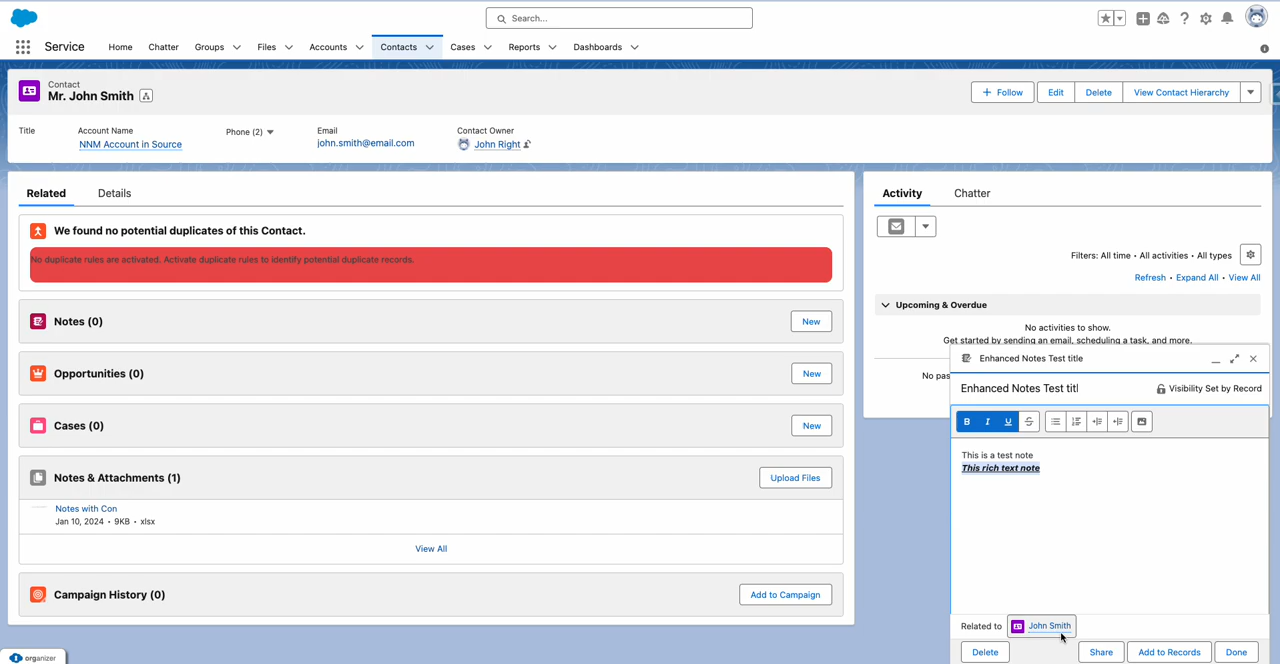 Search...
Service
Home
Chatter
Groups
Files
Accounts
Contacts
Cases
Reports
Dashboards
Contact
Mr. John Smith
Follow
Edit
Delete
View Contact Hierarchy
Title
Account Name
Phone (2)
Email
Contact Owner
NNM Account in Source
john.smith@email.com
John Right
Related
Details
We found no potential duplicates of this Contact.
No duplicate rules are activated. Activate duplicate rules to identify potential duplicate records.
Notes (0)
New
Opportunities (0)
New
Cases (0)
New
Notes & Attachments (1)
Upload Files
Notes with Con
Jan 10, 2024 • 9KB • xlsx
View All
Campaign History (0)
Add to Campaign
Activity
Chatter
Filters: All time • All activities • All types
Refresh • Expand All • View All
Upcoming & Overdue
No activities to show.
Get started by sending an email, scheduling a task, and more.
No pas
Enhanced Notes Test title
Enhanced Notes Test titl
Visibility Set by Record
B I U S
This is a test note
This rich text note
Related to
John Smith
Delete
Share
Add to Records
Done
organizer